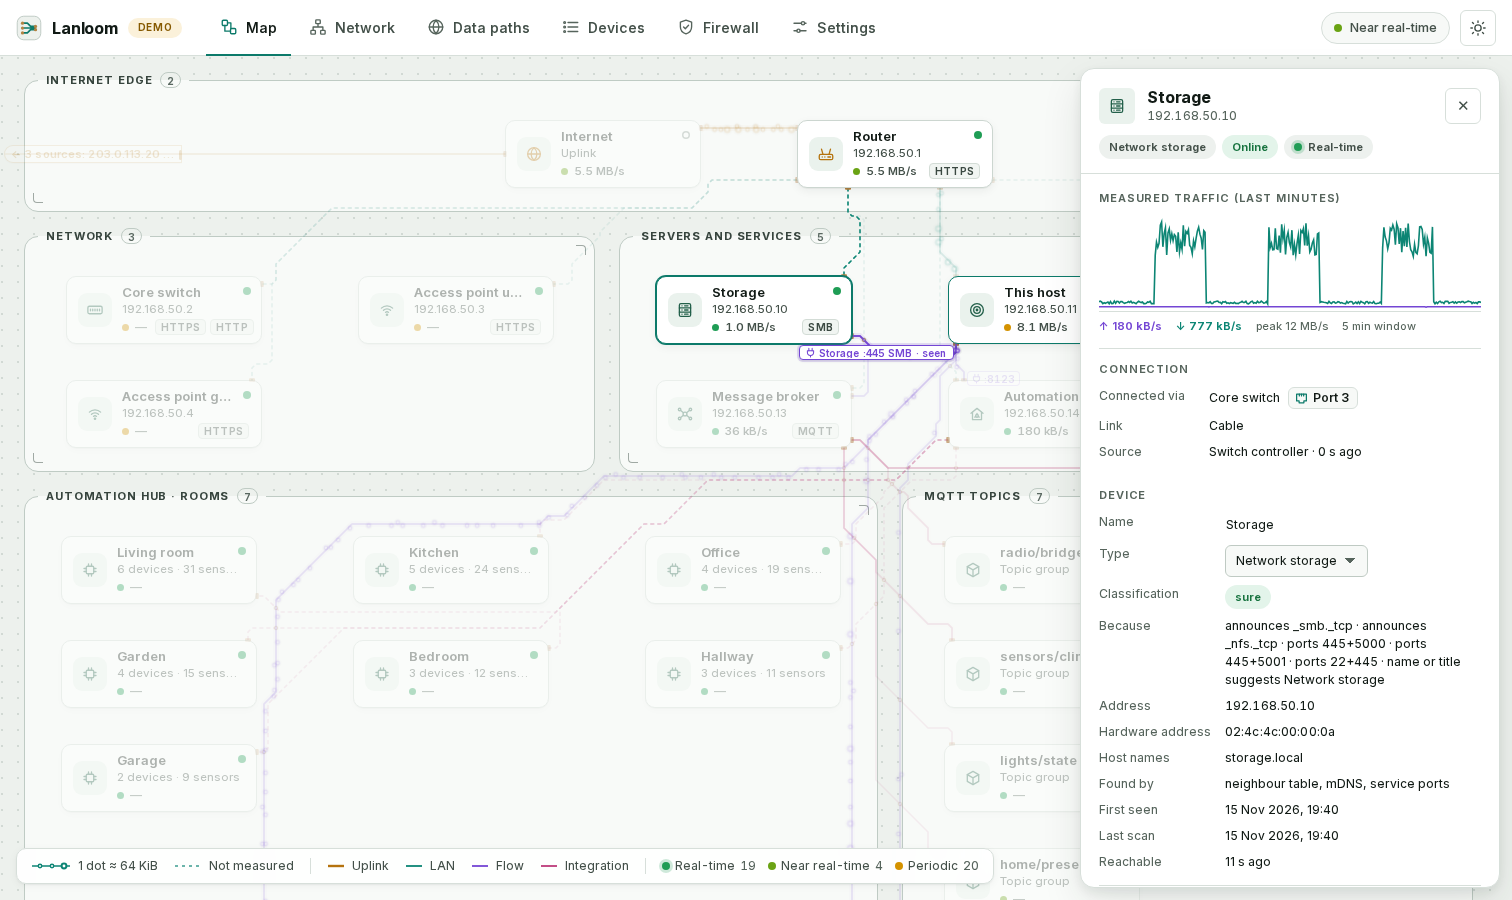 Lanloom DEMO Map Network Data paths Devices Firewall Settings Near real-time
INTERNET EDGE 2
Internet
Uplink
5.5 MB/s
Router
192.168.50.1
5.5 MB/s HTTPS
3 sources: 203.0.113.20
NETWORK 3
Core switch
192.168.50.2
— HTTPS HTTP
Access point u...
192.168.50.3
— HTTPS
Access point g...
192.168.50.4
— HTTPS
SERVERS AND SERVICES 5
Storage
192.168.50.10
1.0 MB/s SMB
This host
192.168.50.11
8.1 MB/s
Storage :445 SMB · seen
8123
Message broker
192.168.50.13
36 kB/s MQTT
Automation
192.168.50.14
180 kB/s
AUTOMATION HUB · ROOMS 7
Living room
6 devices · 31 sens...
—
Kitchen
5 devices · 24 sens...
—
Office
4 devices · 19 sens...
—
Garden
4 devices · 15 sens...
—
Bedroom
3 devices · 12 sens...
—
Hallway
3 devices · 11 sensors
—
Garage
2 devices · 9 sensors
—
MQTT TOPICS 7
radio/bridge
Topic group
—
sensors/clim
Topic group
—
lights/state
Topic group
—
home/prese
Topic group
1 dot ≈ 64 KiB Not measured Uplink LAN Flow Integration Real-time 19 Near real-time 4 Periodic 20
Storage
192.168.50.10
Network storage Online Real-time
MEASURED TRAFFIC (LAST MINUTES)
↑ 180 kB/s ↓ 777 kB/s peak 12 MB/s 5 min window
CONNECTION
Connected via Core switch Port 3
Link Cable
Source Switch controller · 0 s ago
DEVICE
Name Storage
Type Network storage
Classification sure
Because announces _smb._tcp · announces
_nfs._tcp · ports 445+5000 · ports
445+5001 · ports 22+445 · name or title
suggests Network storage
Address 192.168.50.10
Hardware address 02:4c:4c:00:00:0a
Host names storage.local
Found by neighbour table, mDNS, service ports
First seen 15 Nov 2026, 19:40
Last scan 15 Nov 2026, 19:40
Reachable 11 s ago